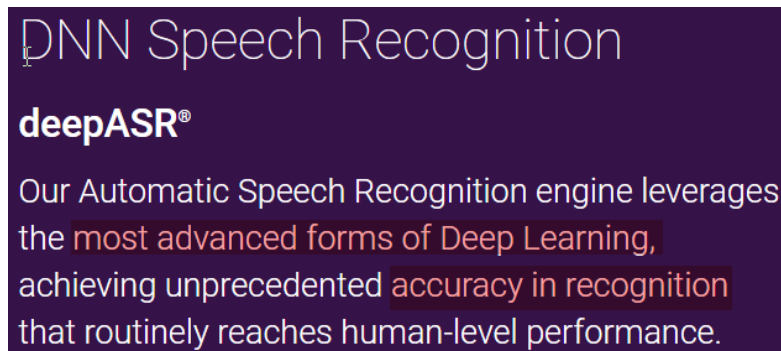 DNN Speech Recognition
deepASR®
Our Automatic Speech Recognition engine leverages
the most advanced forms of Deep Learning,
achieving unprecedented accuracy in recognition
that routinely reaches human-level performance.